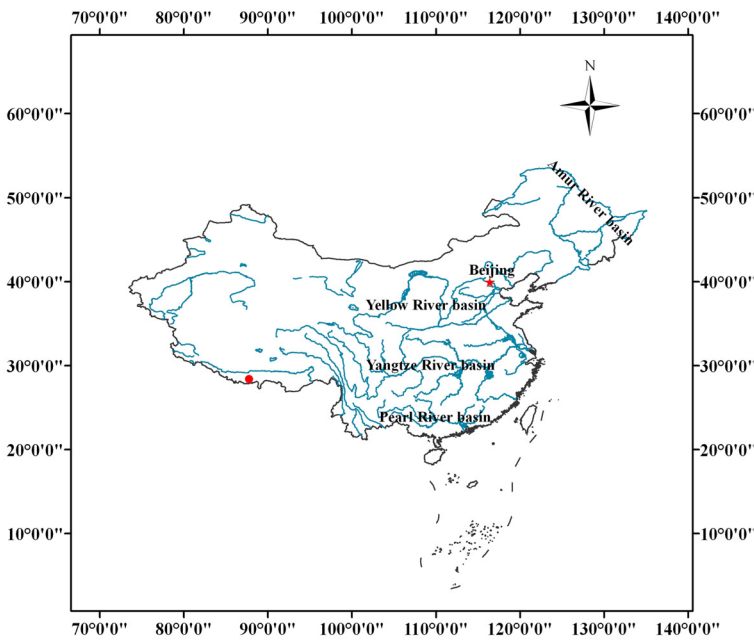 70°0'0" 80°0'0" 90°0'0" 100°0'0" 110°0'0" 120°0'0" 130°0'0" 140°0'0"
N
60°0'0" 60°0'0"
Amur River basin
50°0'0" 50°0'0"
Beijing
40°0'0" 40°0'0"
Yellow River basin
30°0'0" 30°0'0"
Yangtze River basin
Pearl River basin
20°0'0" 20°0'0"
10°0'0" 10°0'0"
70°0'0" 80°0'0" 90°0'0" 100°0'0" 110°0'0" 120°0'0" 130°0'0" 140°0'0"